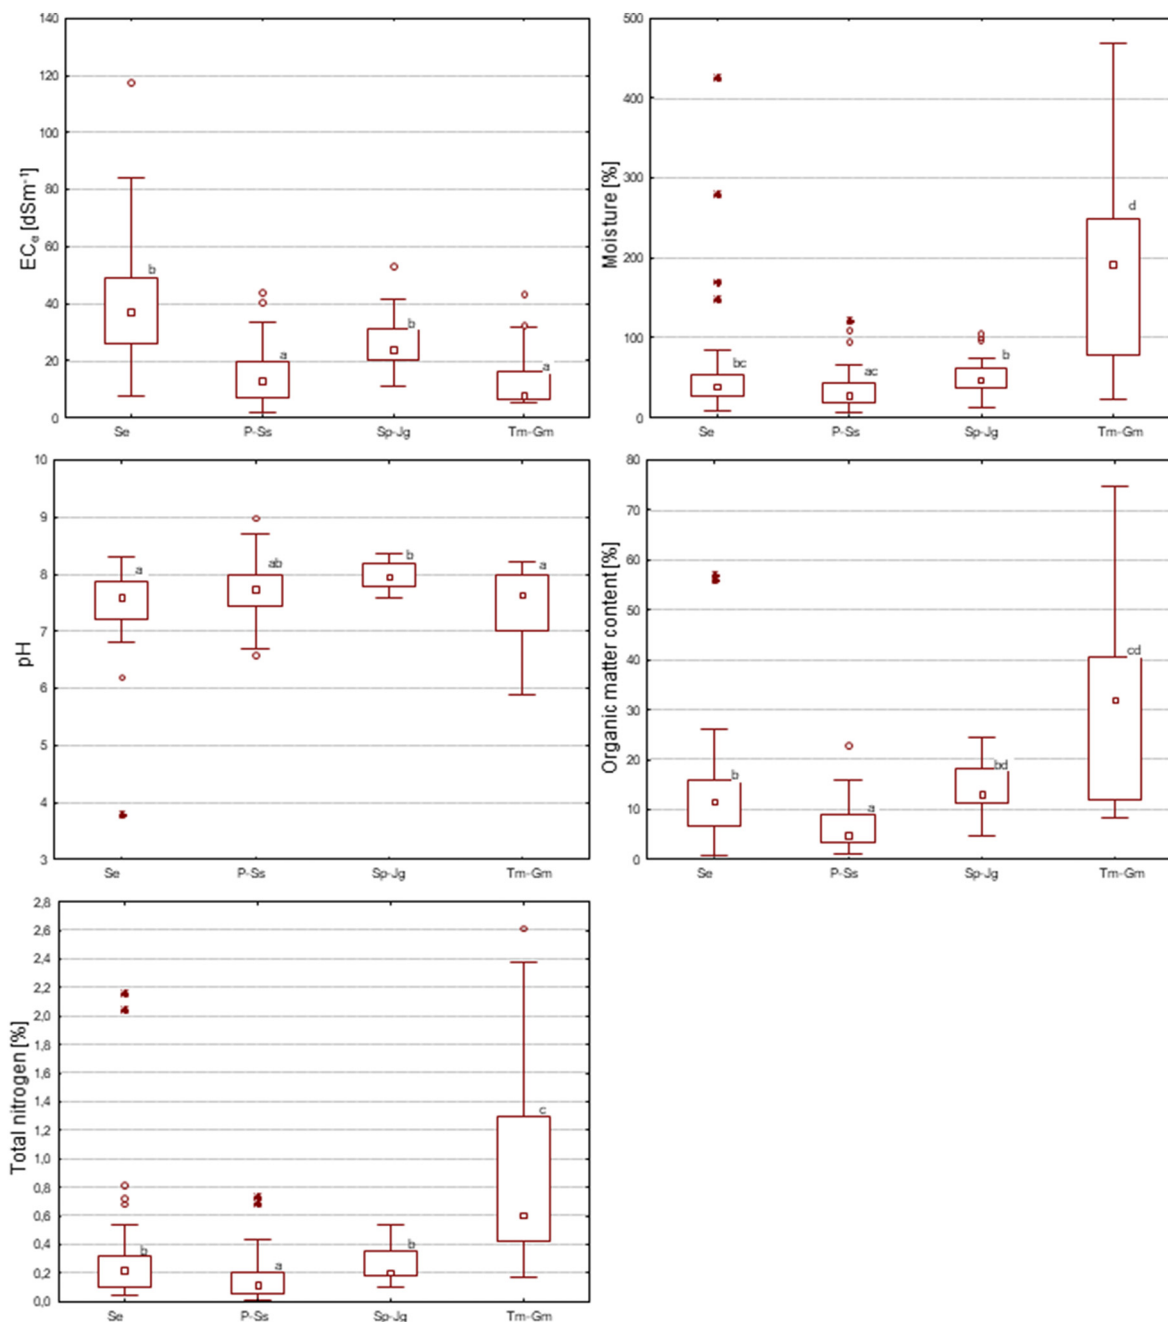 140
120
100
80
60
40
20
0
ECe [dSm-1]
b
a
b
a
Se
P-Ss
Sp-Jg
Tm-Gm
500
400
300
200
100
0
Moisture [%]
bc
ac
b
d
Se
P-Ss
Sp-Jg
Tm-Gm
10
9
8
7
6
5
4
3
pH
a
ab
b
a
Se
P-Ss
Sp-Jg
Tm-Gm
80
70
60
50
40
30
20
10
0
Organic matter content [%]
b
a
bd
cd
Se
P-Ss
Sp-Jg
Tm-Gm
2,8
2,6
2,4
2,2
2,0
1,8
1,6
1,4
1,2
1,0
0,8
0,6
0,4
0,2
0,0
Total nitrogen [%]
b
a
b
c
Se
P-Ss
Sp-Jg
Tm-Gm